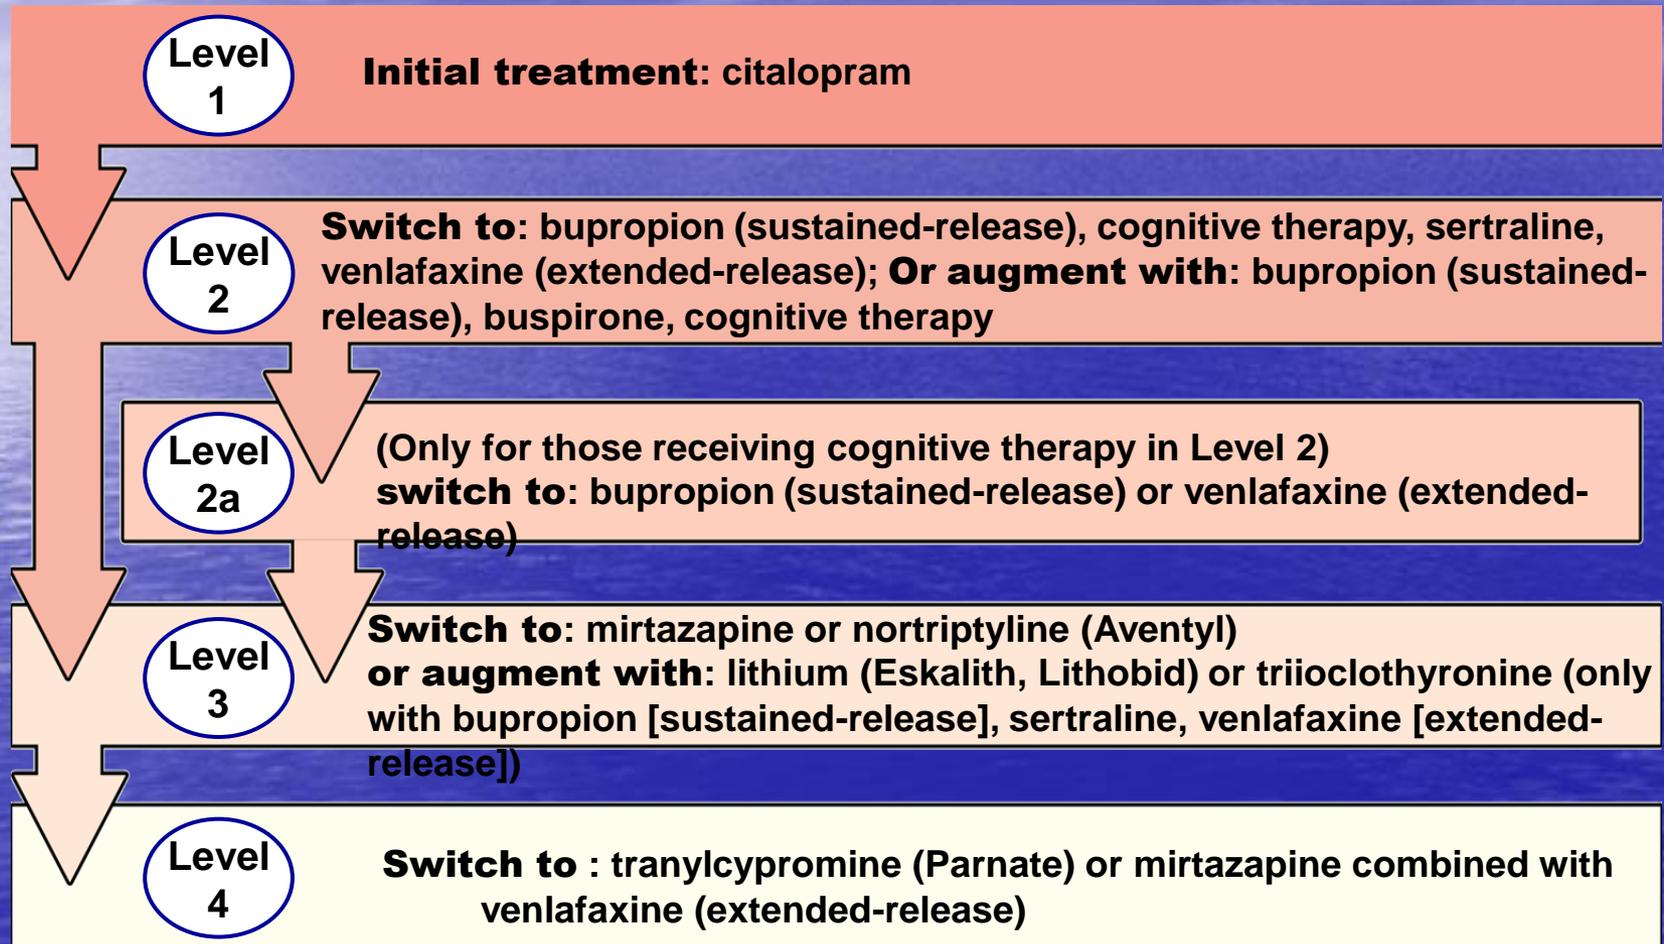 Level
1
Initial treatment: citalopram
Level
2
Switch to: bupropion (sustained-release), cognitive therapy, sertraline,
venlafaxine (extended-release); Or augment with: bupropion (sustained-
release), buspirone, cognitive therapy
Level
2a
(Only for those receiving cognitive therapy in Level 2)
switch to: bupropion (sustained-release) or venlafaxine (extended-
release)
Level
3
Switch to: mirtazapine or nortriptyline (Aventyl)
or augment with: lithium (Eskalith, Lithobid) or triioclothyronine (only
with bupropion [sustained-release], sertraline, venlafaxine [extended-
release])
Level
4
Switch to : tranylcypromine (Parnate) or mirtazapine combined with
venlafaxine (extended-release)